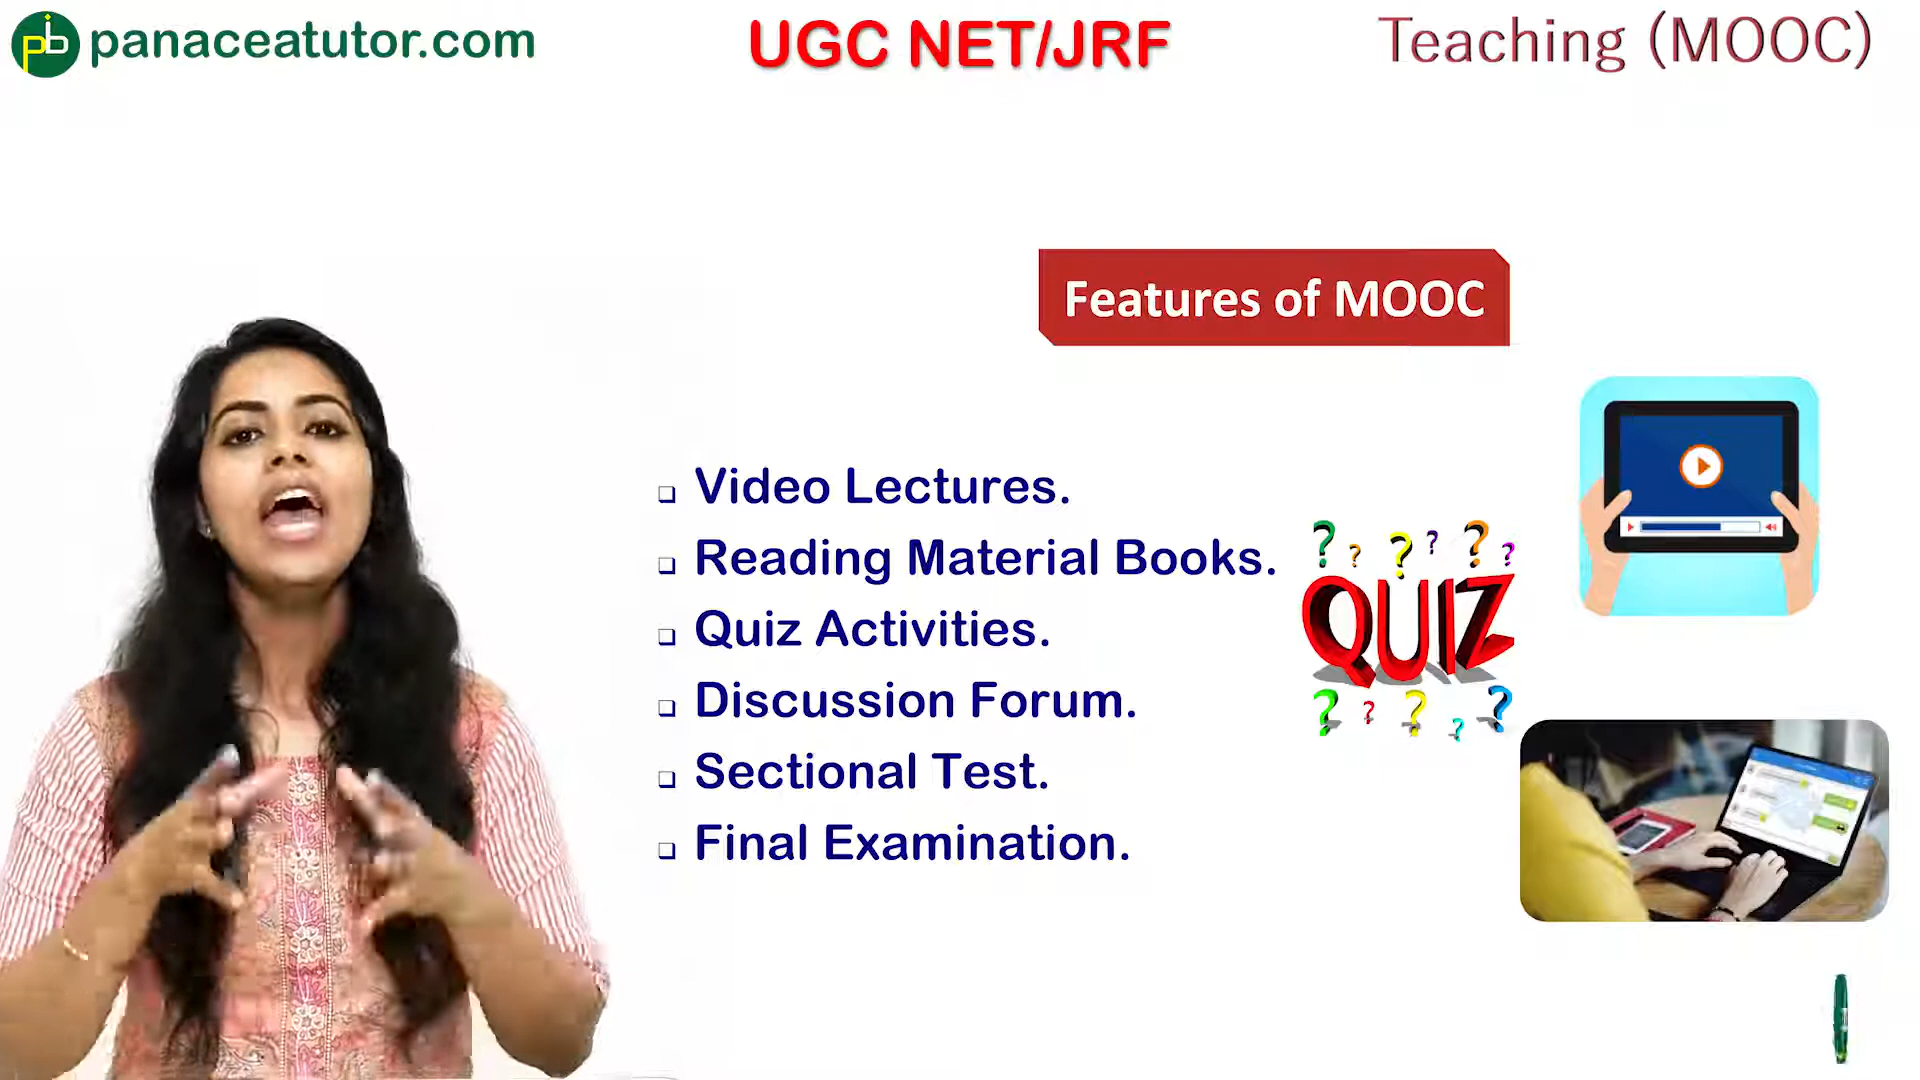 pb panaceatutor.com
UGC NET/JRF
Teaching (MOOC)
Features of MOOC
Video Lectures.
Reading Material Books.
Quiz Activities.
Discussion Forum.
Sectional Test.
Final Examination.
? ? ? ? ? ?
QUIZ
? ? ? ? ?